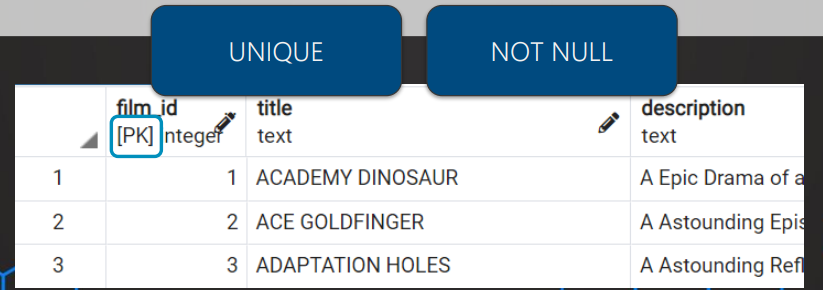 UNIQUE NOT NULL
film_id title description
[PK] integer text text
1 1 ACADEMY DINOSAUR A Epic Drama of a
2 2 ACE GOLDFINGER A Astounding Epis
3 3 ADAPTATION HOLES A Astounding Refl